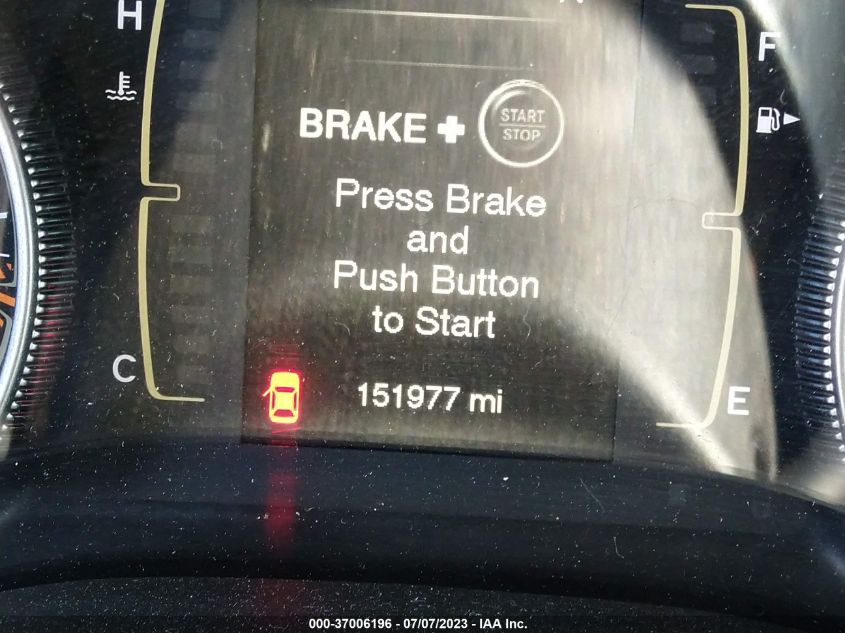 H
F
BRAKE + START
STOP
Press Brake
and
Push Button
to Start
C
E
151977 mi
000-37006196 - 07/07/2023 - IAA Inc.